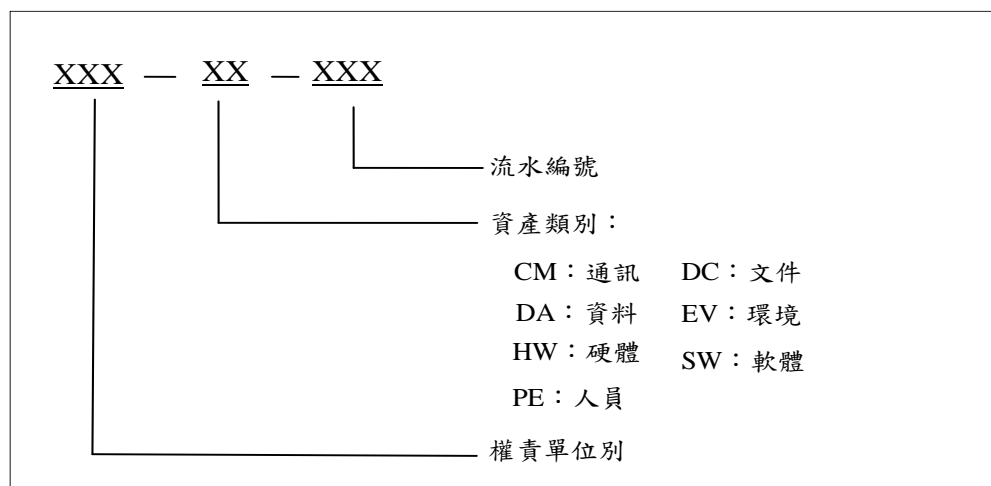 XXX — XX — XXX
流水編號
資產類別：
CM：通訊 DC：文件
DA：資料 EV：環境
HW：硬體 SW：軟體
PE：人員
權責單位別